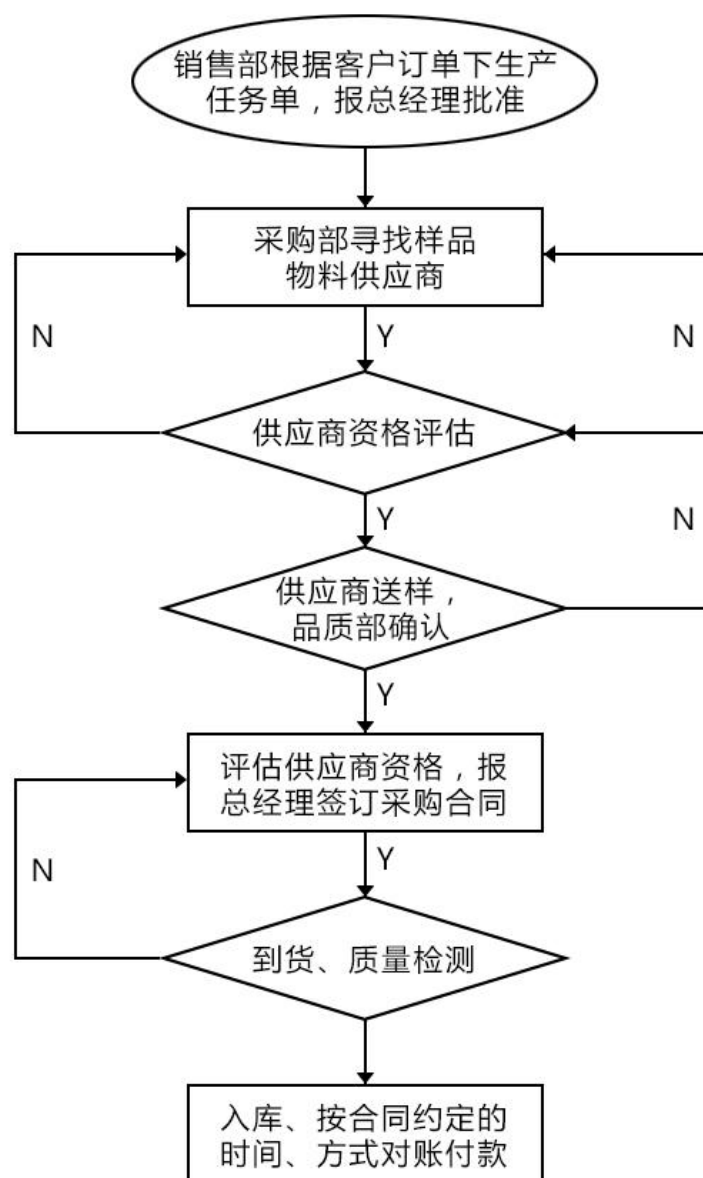 销售部根据客户订单下生产
任务单，报总经理批准
采购部寻找样品
物料供应商
N
Y
N
供应商资格评估
Y
N
供应商送样，
品质部确认
Y
评估供应商资格，报
总经理签订采购合同
N
Y
到货、质量检测
入库、按合同约定的
时间、方式对账付款